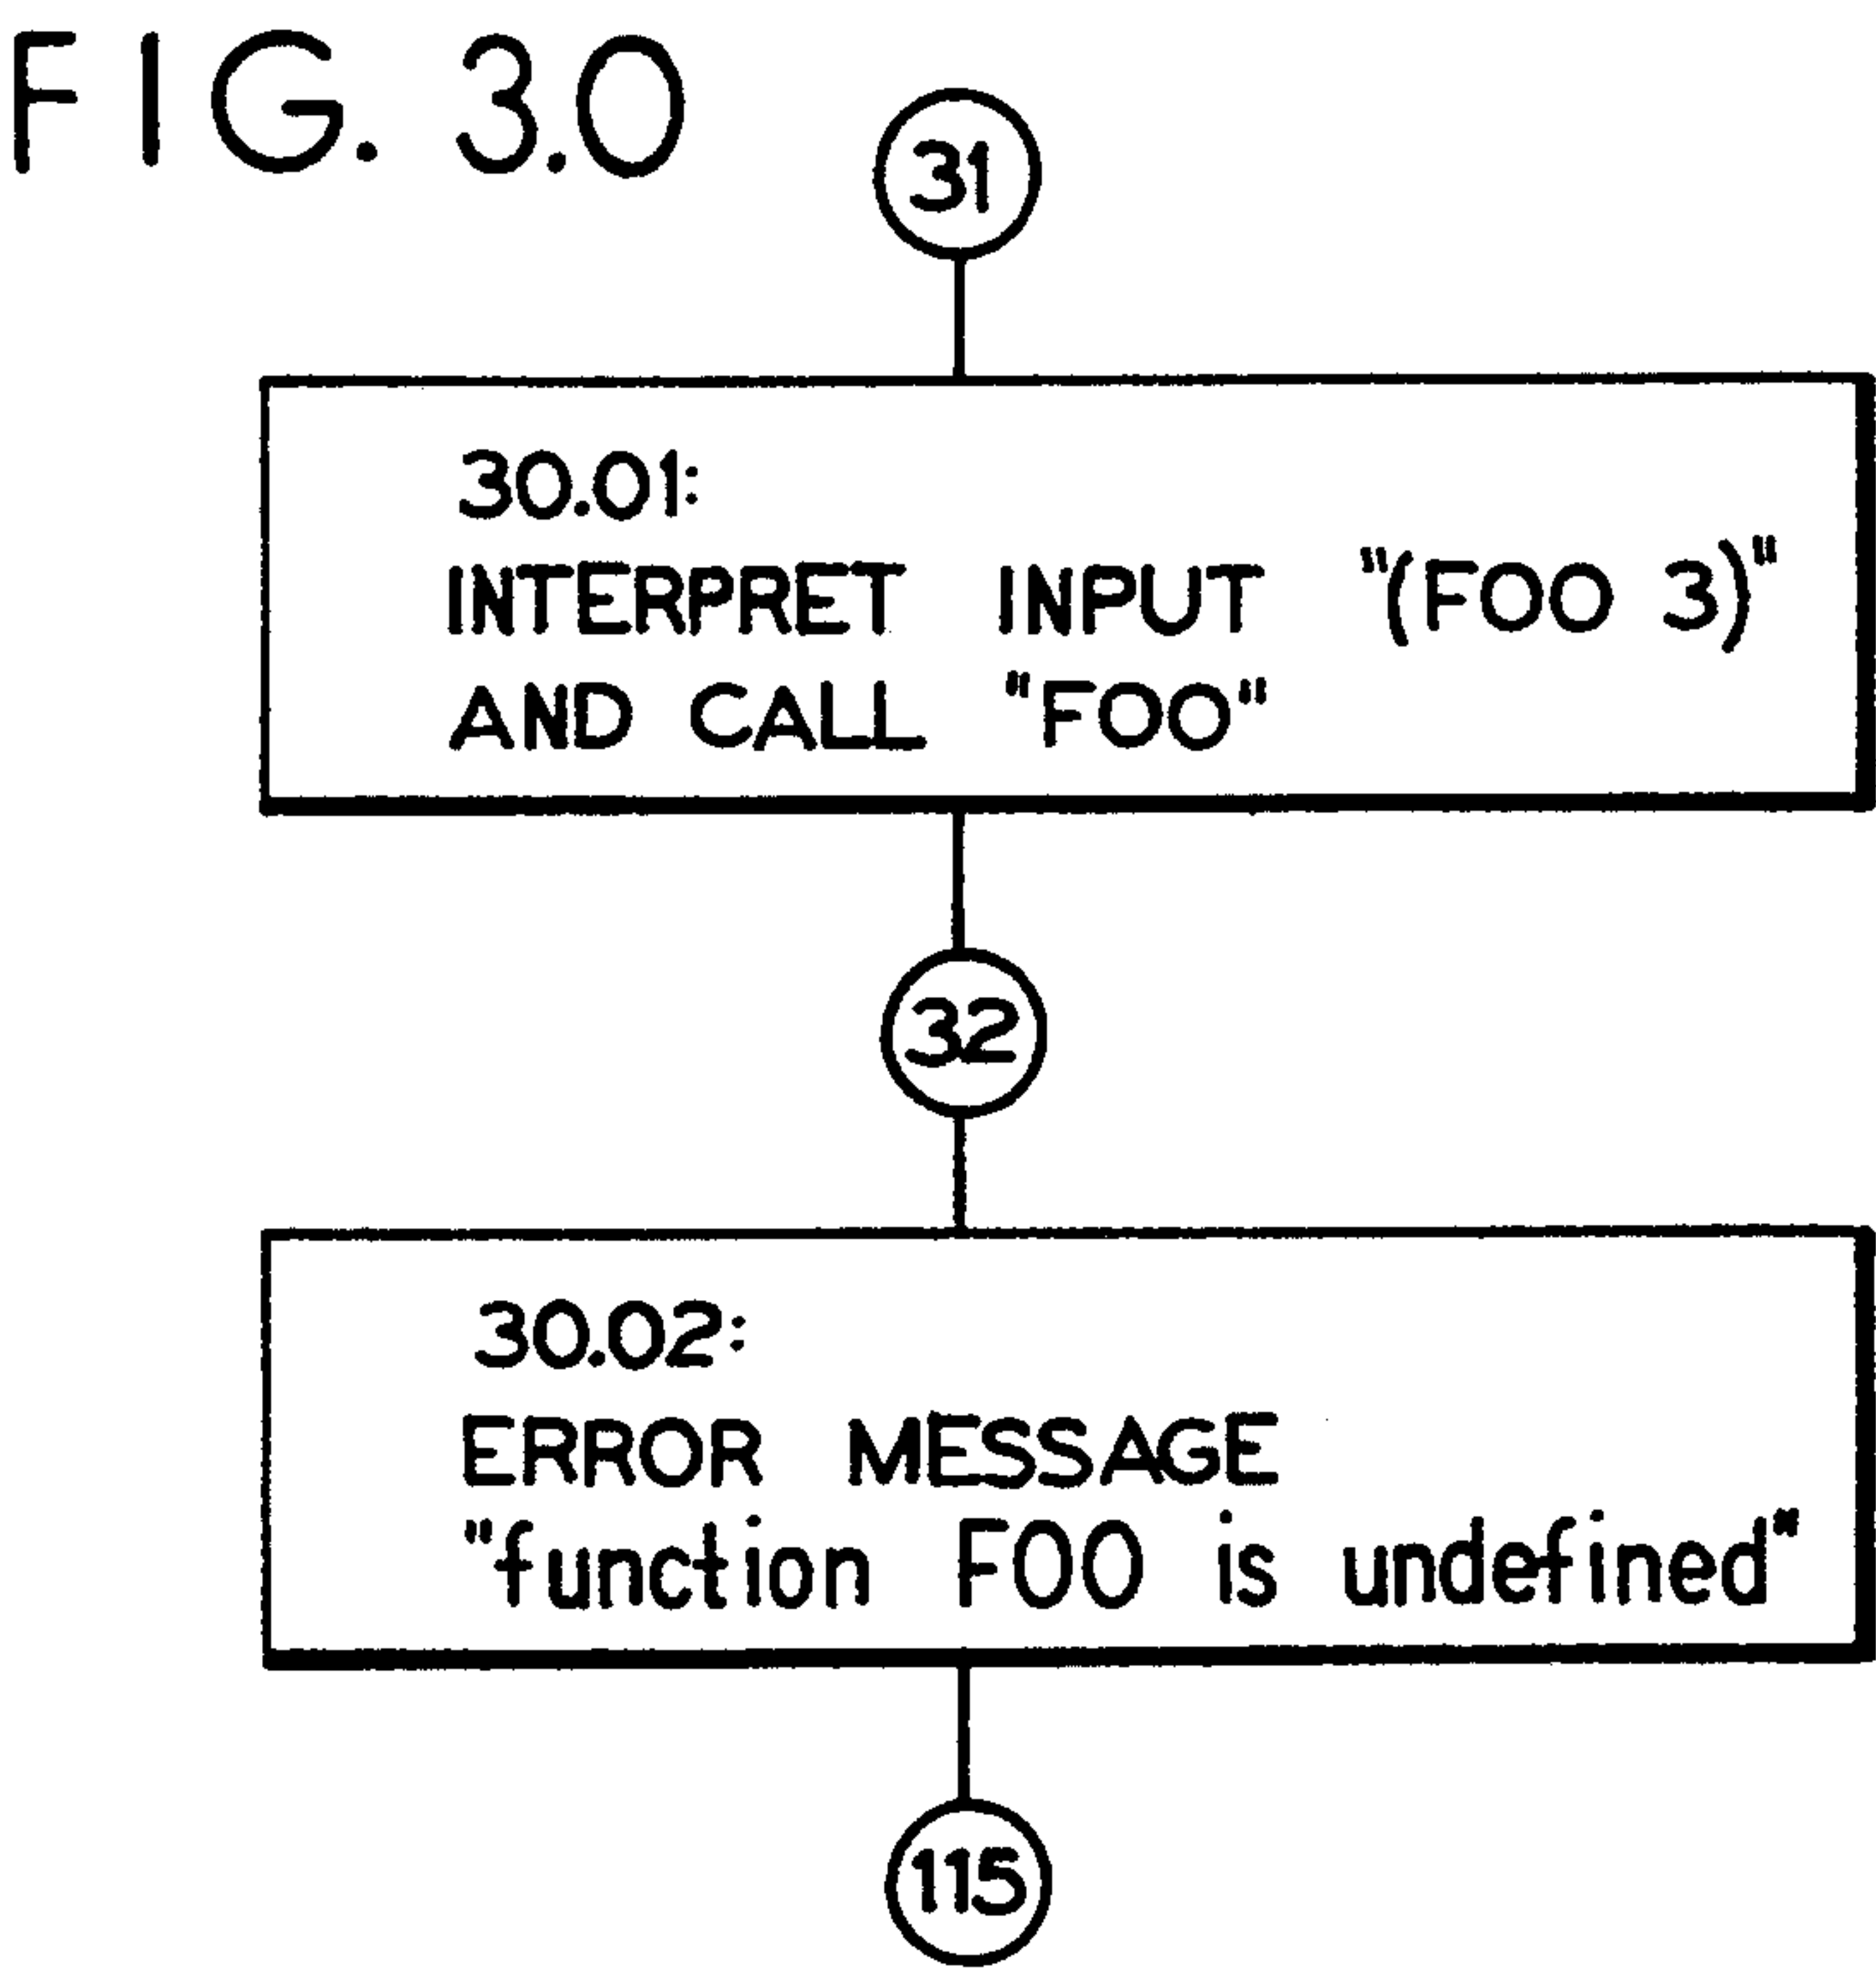 FIG. 3.0
31
30.01:
INTERPRET INPUT "(FOO 3)"
AND CALL "FOO"
32
30.02:
ERROR MESSAGE
"function FOO is undefined"
115